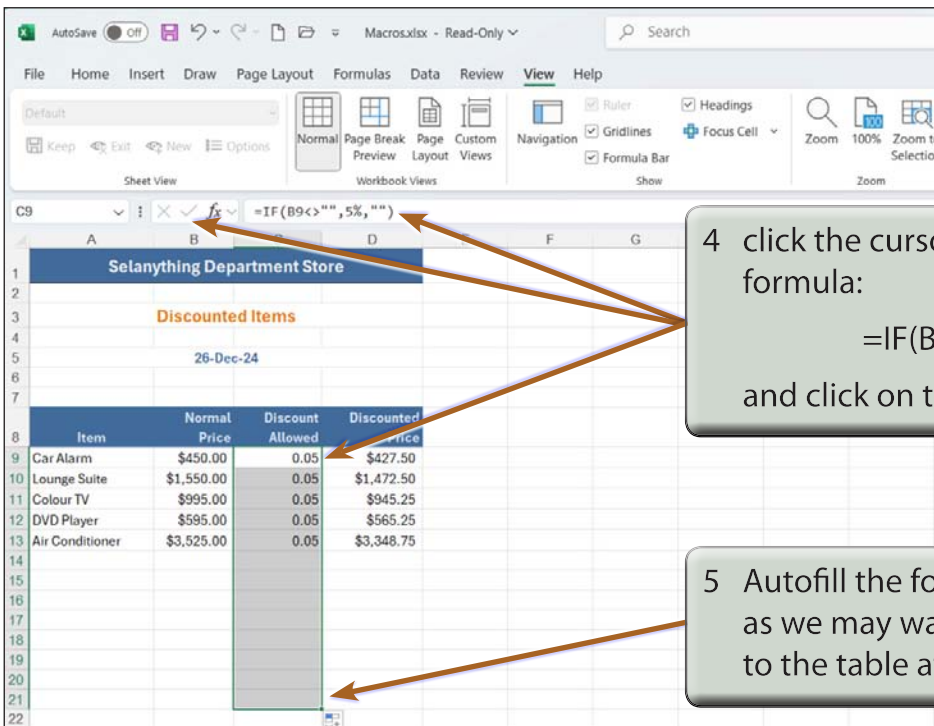 AutoSave Off Macros.xlsx - Read-Only Search
File Home Insert Draw Page Layout Formulas Data Review View Help
Default
Keep Exit New Options
Sheet View
Normal Page Break Preview Page Layout Custom Views
Workbook Views
Navigation
Ruler Headings
Gridlines Focus Cell
Formula Bar
Show
Zoom 100% Zoom t
Selectio
Zoom
C9 fx =IF(B9<>"",5%,"")
A B D F G
1 Selanything Department Store
2
3 Discounted Items
4
5 26-Dec-24
6
7
Normal Discount Discounted
8 Item Price Allowed Price
9 Car Alarm $450.00 0.05 $427.50
10 Lounge Suite $1,550.00 0.05 $1,472.50
11 Colour TV $995.00 0.05 $945.25
12 DVD Player $595.00 0.05 $565.25
13 Air Conditioner $3,525.00 0.05 $3,348.75
14
15
16
17
18
19
20
21
22
4 click the curso
formula:
=IF(B
and click on t
5 Autofill the fo
as we may wa
to the table a